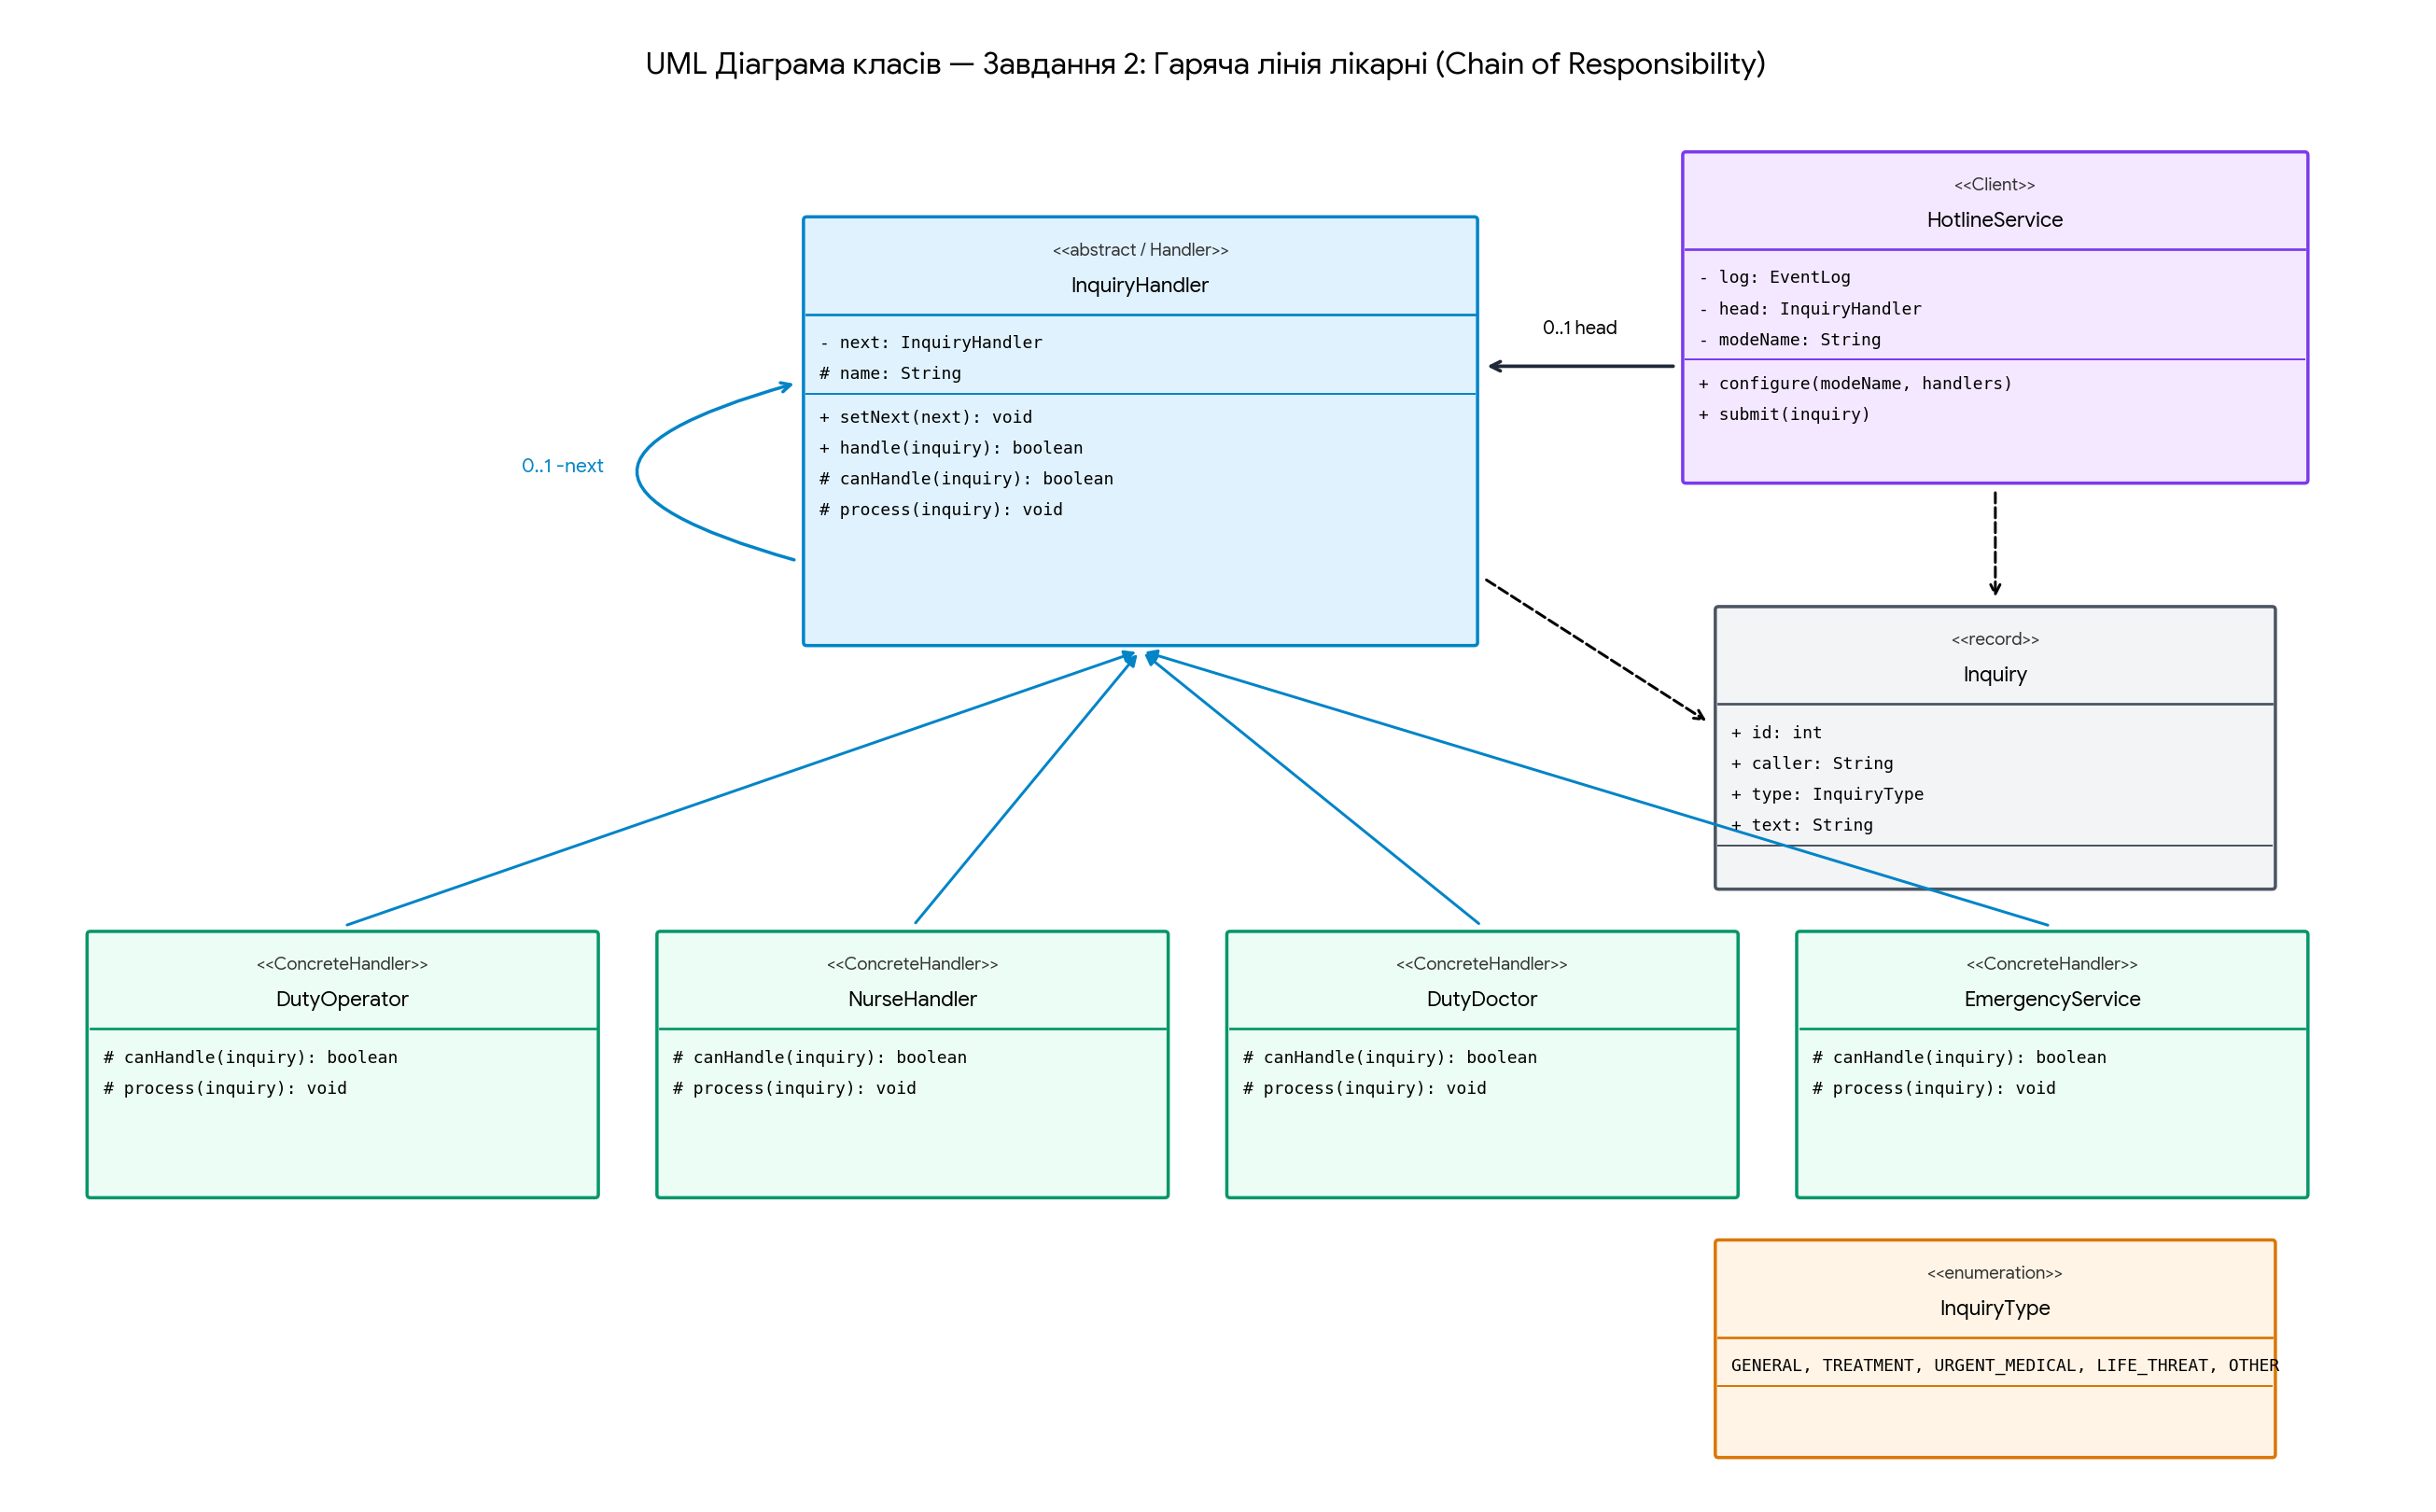 UML Діаграма класів — Завдання 2: Гаряча лінія лікарні (Chain of Responsibility)
<<Client>>
HotlineService
- log: EventLog
- head: InquiryHandler
- modeName: String
+ configure(modeName, handlers)
+ submit(inquiry)
<<abstract / Handler>>
InquiryHandler
- next: InquiryHandler
# name: String
+ setNext(next): void
+ handle(inquiry): boolean
# canHandle(inquiry): boolean
# process(inquiry): void
0..1 head
0..1 -next
<<record>>
Inquiry
+ id: int
+ caller: String
+ type: InquiryType
+ text: String
<<ConcreteHandler>>
DutyOperator
# canHandle(inquiry): boolean
# process(inquiry): void
<<ConcreteHandler>>
NurseHandler
# canHandle(inquiry): boolean
# process(inquiry): void
<<ConcreteHandler>>
DutyDoctor
# canHandle(inquiry): boolean
# process(inquiry): void
<<ConcreteHandler>>
EmergencyService
# canHandle(inquiry): boolean
# process(inquiry): void
<<enumeration>>
InquiryType
GENERAL, TREATMENT, URGENT_MEDICAL, LIFE_THREAT, OTHER